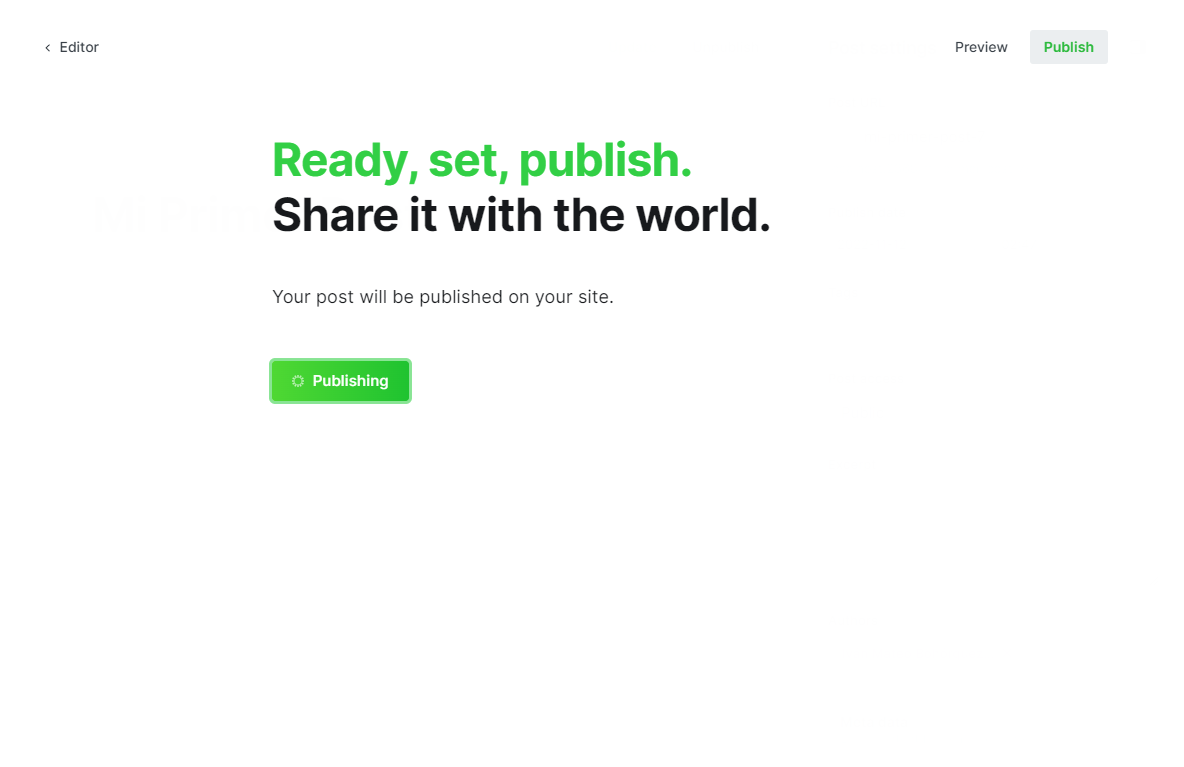 Editor
Preview
Publish
Ready, set, publish.
Share it with the world.
Your post will be published on your site.
Publishing